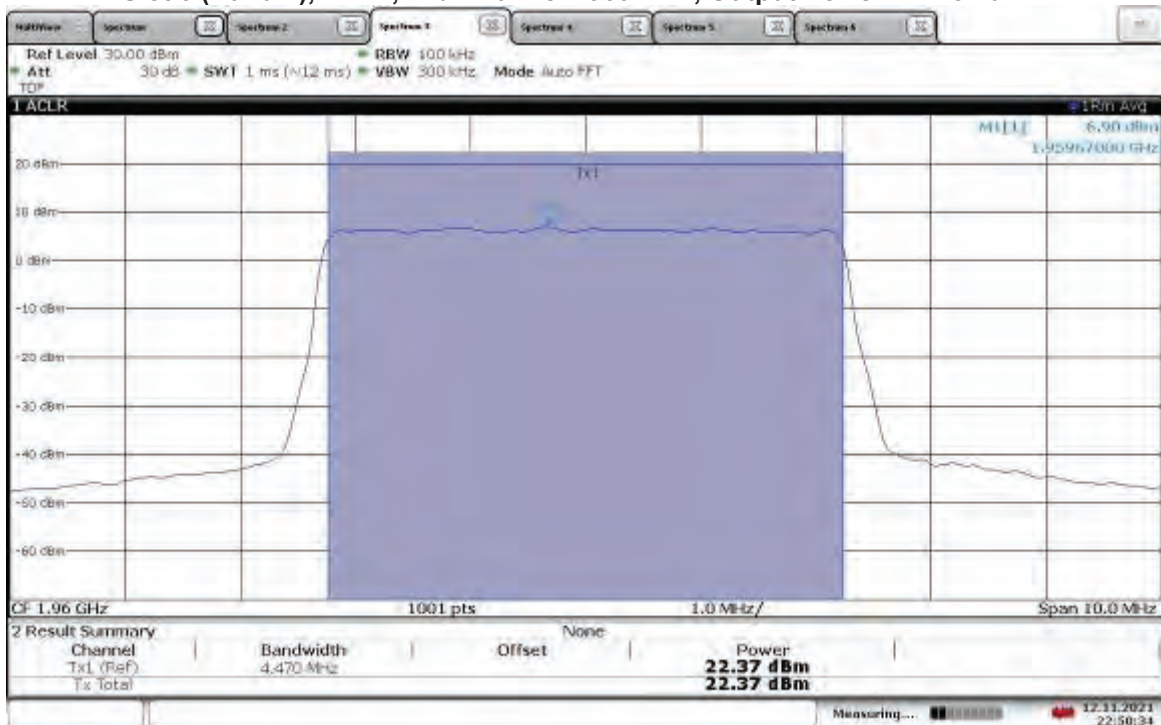 MultiView Spectrum Spectrum 2 Spectrum 3 Spectrum 4 Spectrum 5 Spectrum 6
Ref Level 30.00 dBm RBW 100 kHz
Att 30 dB SWT 1 ms (~12 ms) VBW 300 kHz Mode Auto FFT
TDF
1 ACLR 1Rm Avg
M1[1] 6.90 dBm
1.95967000 GHz
20 dBm
Tx1
10 dBm
0 dBm
-10 dBm
-20 dBm
-30 dBm
-40 dBm
-50 dBm
-60 dBm
CF 1.96 GHz 1001 pts 1.0 MHz/ Span 10.0 MHz
2 Result Summary None
Channel Bandwidth Offset Power
Tx1 (Ref) 4.470 MHz 22.37 dBm
Tx Total 22.37 dBm
Measuring... 12.11.2021
22:50:34